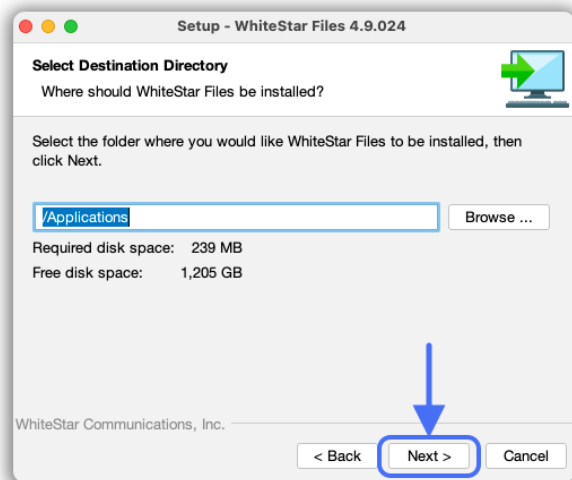 Setup - WhiteStar Files 4.9.024
Select Destination Directory
Where should WhiteStar Files be installed?
Select the folder where you would like WhiteStar Files to be installed, then
click Next.
/Applications
Browse ...
Required disk space: 239 MB
Free disk space: 1,205 GB
WhiteStar Communications, Inc.
< Back
Next >
Cancel